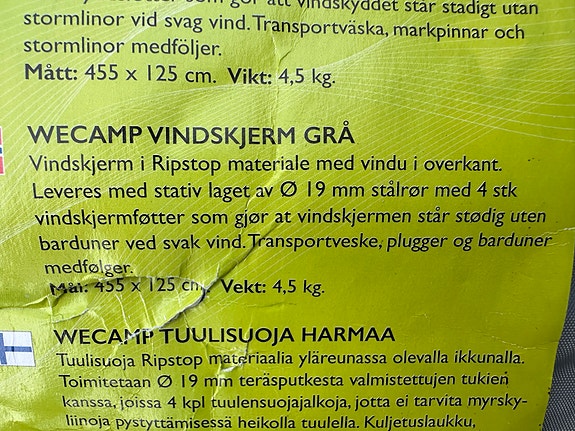 stormlinor vid svag vind. Transportväska, markpinnar och
stormlinor medföljer.
Mått: 455 x 125 cm. Vikt: 4,5 kg.
WECAMP VINDSKJERM GRÅ
Vindskjerm i Ripstop materiale med vindu i overkant.
Leveres med stativ laget av Ø 19 mm stålrør med 4 stk
vindskjermføtter som gjør at vindskjermen står stødig uten
barduner ved svak vind. Transportveske, plugger og barduner
medfølger.
Mål: 455 x 125 cm, Vekt: 4,5 kg.
WECAMP TUULISUOJA HARMAA
Tuulisuoja Ripstop materiaalia yläreunassa olevalla ikkunalla.
Toimitetaan Ø 19 mm teräsputkesta valmistettujen tukien
kanssa, joissa 4 kpl tuulensuojajalkoja, jotta ei tarvita myrsky-
liinoja pystyttämisessä heikolla tuulella. Kuljetuslaukku,